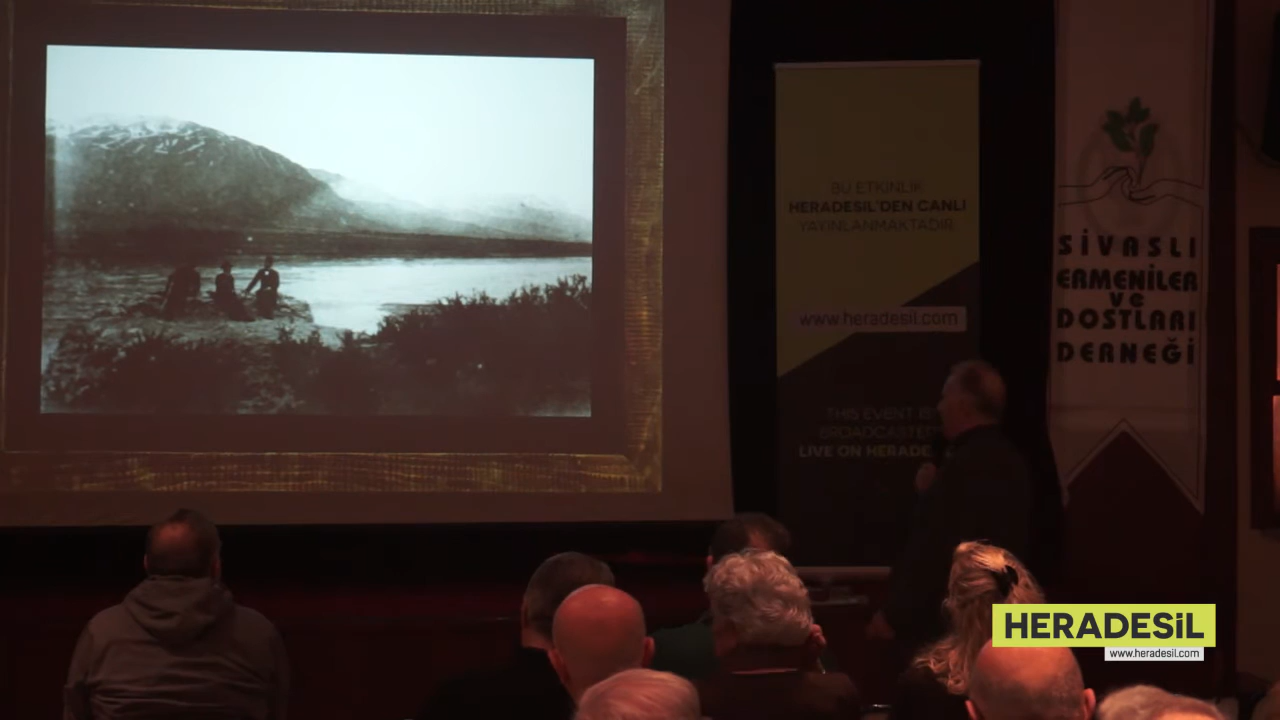 BU ETKİNLİK
HERADESİL'DEN CANLI
YAYINLANMAKTADIR.
www.heradesil.com
THIS EVENT IS
BROADCASTED
LIVE ON HERADE
SİVASLI
ERMENİLER
ve
DOSTLARI
DERNEĞİ
HERADESiL
www.heradesil.com